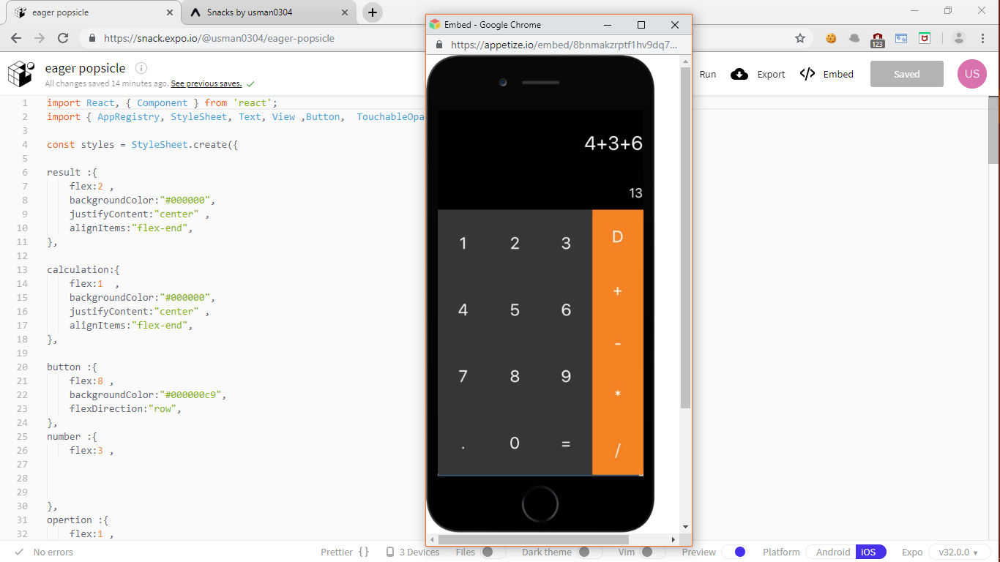 eager popsicle
Snacks by usman0304
https://snack.expo.io/@usman0304/eager-popsicle
123
eager popsicle
All changes saved 14 minutes ago. See previous saves.
Run
Export
Embed
Saved
US
1 import React, { Component } from 'react';
2 import { AppRegistry, StyleSheet, Text, View ,Button, TouchableOpac
3
4 const styles = StyleSheet.create({
5
6 result :{
7 flex:2 ,
8 backgroundColor:"#000000",
9 justifyContent:"center" ,
10 alignItems:"flex-end",
11 },
12
13 calculation:{
14 flex:1 ,
15 backgroundColor:"#000000",
16 justifyContent:"center" ,
17 alignItems:"flex-end",
18 },
19
20 button :{
21 flex:8 ,
22 backgroundColor:"#000000c9",
23 flexDirection:"row",
24 },
25 number :{
26 flex:3 ,
27
28
29
30 },
31 opertion :{
32 flex:1 ,
Embed - Google Chrome
https://appetize.io/embed/8bnmakzrptf1hv9dq7...
4+3+6
13
1 2 3 D
+
4 5 6
-
7 8 9
*
. 0 =
/
No errors
Prettier {}
3 Devices
Files
Dark theme
Vim
Preview
Platform
Android
iOS
Expo
v32.0.0